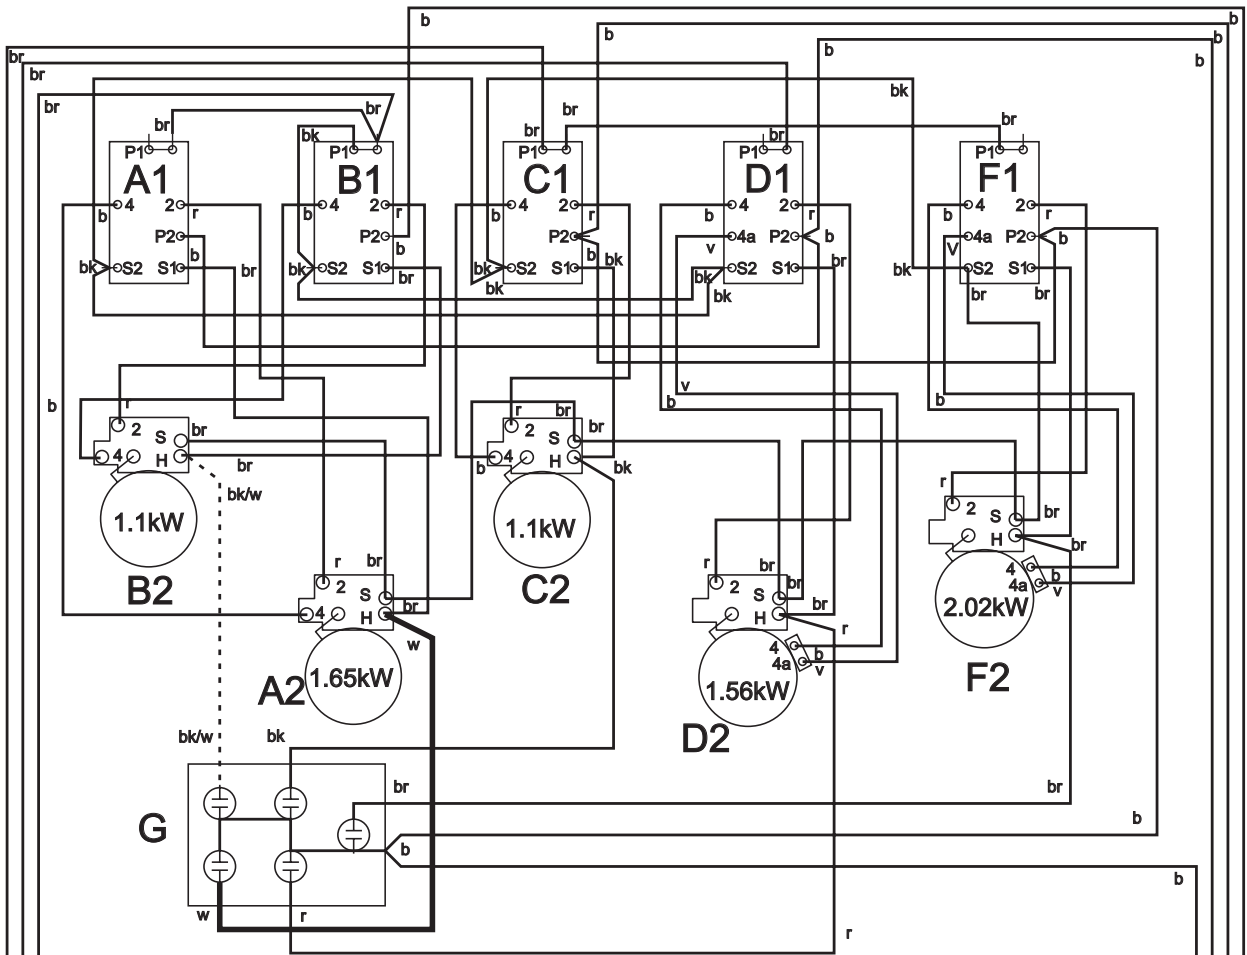 b b
b b
br b b
br br
br br bk
br bk br br br
P1 P1 P1 P1 P1
A1 B1 C1 D1 F1
4 2 4 2 4 2 4 2 4 2
b r b r b r b r b r
P2 P2 P2 4a P2 b 4a P2 b
b b b v V
bk S2 S1 br bk S2 S1 br bk S2 S1 bk bk S2 S1 br bk S2 S1
bk bk br br
v
b b b
r r br
2 S br 2 S br
4 H br b 4 H bk
bk/w r
1.1kW 1.1kW 2 S br
H br
B2 r br C2 r br br 4 b
2 S 2 S 4a v
4 H br H br 2.02kW
w r
4 b
4a v
A2 1.65kW 1.56kW F2
D2
bk/w bk
br br
b
G b
b
w r
r